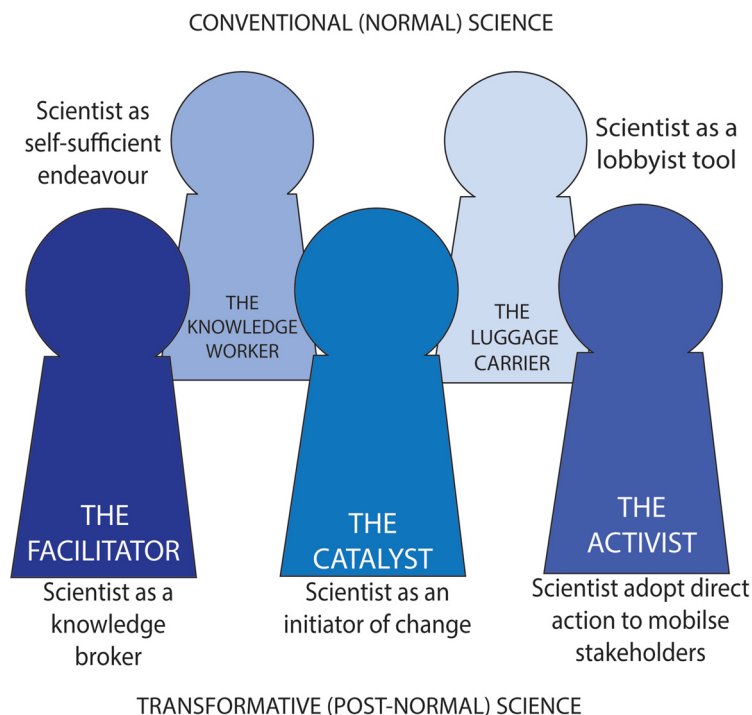 CONVENTIONAL (NORMAL) SCIENCE
Scientist as
self-sufficient
endeavour
Scientist as a
lobbyist tool
THE
KNOWLEDGE
WORKER
THE
LUGGAGE
CARRIER
THE
FACILITATOR
THE
CATALYST
THE
ACTIVIST
Scientist as a
knowledge
broker
Scientist as an
initiator of change
Scientist adopt direct
action to mobilse
stakeholders
TRANSFORMATIVE (POST-NORMAL) SCIENCE